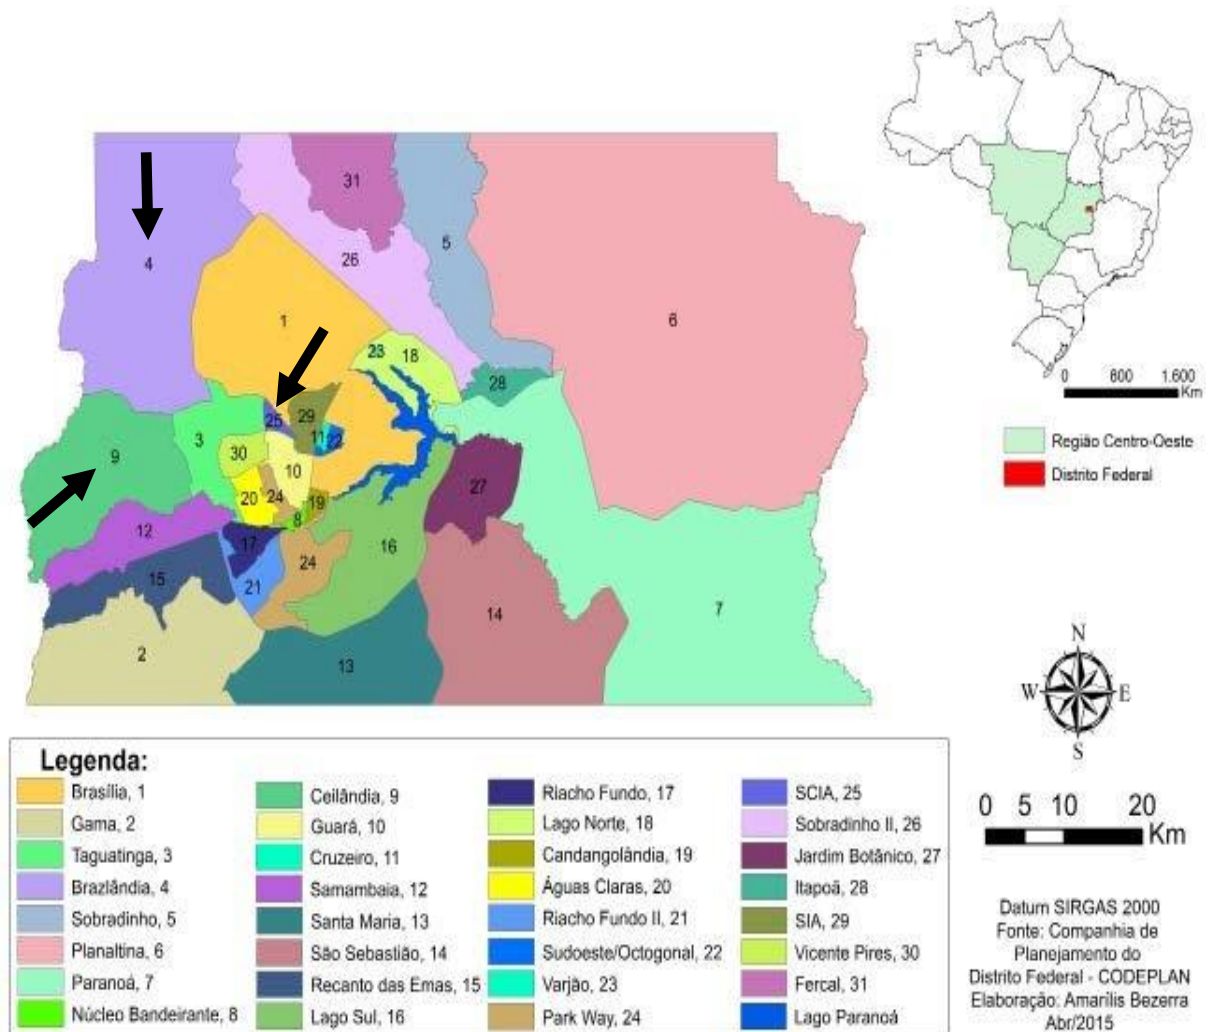 31
5
4
26
1
6
23
18
28
25
29
11
22
3
30
9
10
20
24
19
8
27
12
17
16
24
15
21
14
7
2
13
0 800 1.600
Km
Região Centro-Oeste
Distrito Federal
N
W E
S
0 5 10 20
Km
Legenda:
Brasília, 1
Gama, 2
Taguatinga, 3
Brazlândia, 4
Sobradinho, 5
Planaltina, 6
Paranoá, 7
Núcleo Bandeirante, 8
Ceilândia, 9
Guará, 10
Cruzeiro, 11
Samambaia, 12
Santa Maria, 13
São Sebastião, 14
Recanto das Emas, 15
Lago Sul, 16
Riacho Fundo, 17
Lago Norte, 18
Candangolândia, 19
Águas Claras, 20
Riacho Fundo II, 21
Sudoeste/Octogonal, 22
Varjão, 23
Park Way, 24
SCIA, 25
Sobradinho II, 26
Jardim Botânico, 27
Itapoã, 28
SIA, 29
Vicente Pires, 30
Fercal, 31
Lago Paranoá
Datum SIRGAS 2000
Fonte: Companhia de
Planejamento do
Distrito Federal - CODEPLAN
Elaboração: Amarílis Bezerra
Abr/2015